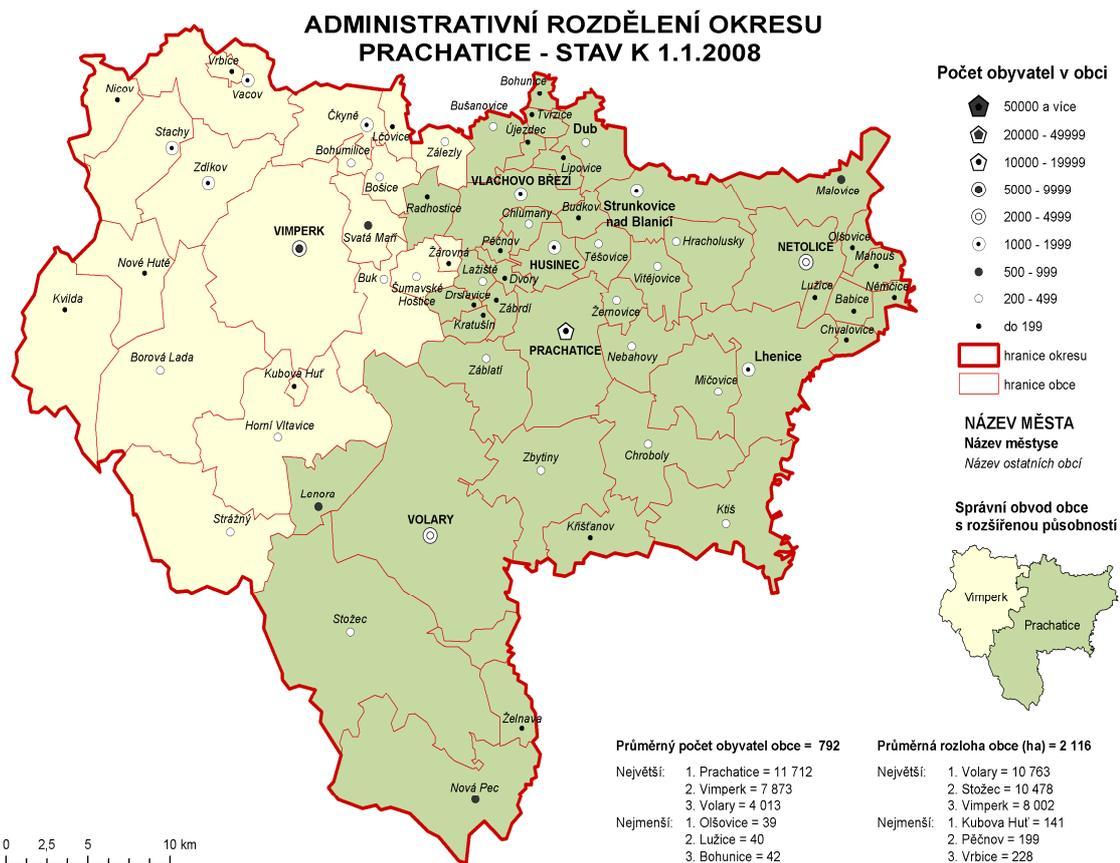 ADMINISTRATIVNÍ ROZDĚLENÍ OKRESU
PRACHATICE - STAV K 1.1.2008
Vrbice
Vacov
Nicov
Stachy
Zdíkov
Čkyně
Lčovice
Bohumilice
Bošice
Zálezly
Bušanovice
Bohunice
Tvrzice
Újezdec
Dub
Lipovice
VLACHOVO BŘEZÍ
Radhostice
Chlumany
Budkov
Strunkovice
nad Blanicí
Malovice
VIMPERK
Svatá Maří
Žárovná
Pěčnov
HUSINEC
Těšovice
Hracholusky
NETOLICE
Olšovice
Mahouš
Nové Hutě
Buk
Šumavské
Hoštice
Lažiště
Dvory
Drslavice
Zábrdí
Kratušín
Vitějovice
Žernovice
Lužice
Babice
Němčice
Chvalovice
Kvilda
Borová Lada
Kubova Huť
Záblatí
PRACHATICE
Nebahovy
Lhenice
Mičovice
Horní Vltavice
Zbytiny
Chroboly
Lenora
Strážný
VOLARY
Křišťanov
Ktiš
Stožec
Želnava
Nová Pec
Počet obyvatel v obci
50000 a více
20000 - 49999
10000 - 19999
5000 - 9999
2000 - 4999
1000 - 1999
500 - 999
200 - 499
do 199
hranice okresu
hranice obce
NÁZEV MĚSTA
Název městyse
Název ostatních obcí
Správní obvod obce
s rozšířenou působností
Vimperk
Prachatice
Průměrný počet obyvatel obce = 792
Největší: 1. Prachatice = 11 712
2. Vimperk = 7 873
3. Volary = 4 013
Nejmenší: 1. Olšovice = 39
2. Lužice = 40
3. Bohunice = 42
Průměrná rozloha obce (ha) = 2 116
Největší: 1. Volary = 10 763
2. Stožec = 10 478
3. Vimperk = 8 002
Nejmenší: 1. Kubova Huť = 141
2. Pěčnov = 199
3. Vrbice = 228
0 2,5 5 10 km